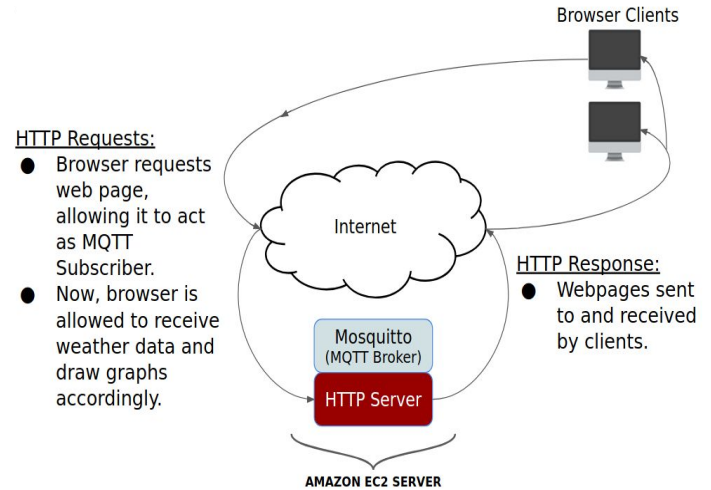 Browser Clients
HTTP Requests:
● Browser requests
web page,
allowing it to act
as MQTT
Subscriber.
● Now, browser is
allowed to receive
weather data and
draw graphs
accordingly.
Internet
HTTP Response:
● Webpages sent
to and received
by clients.
Mosquitto
(MQTT Broker)
HTTP Server
AMAZON EC2 SERVER